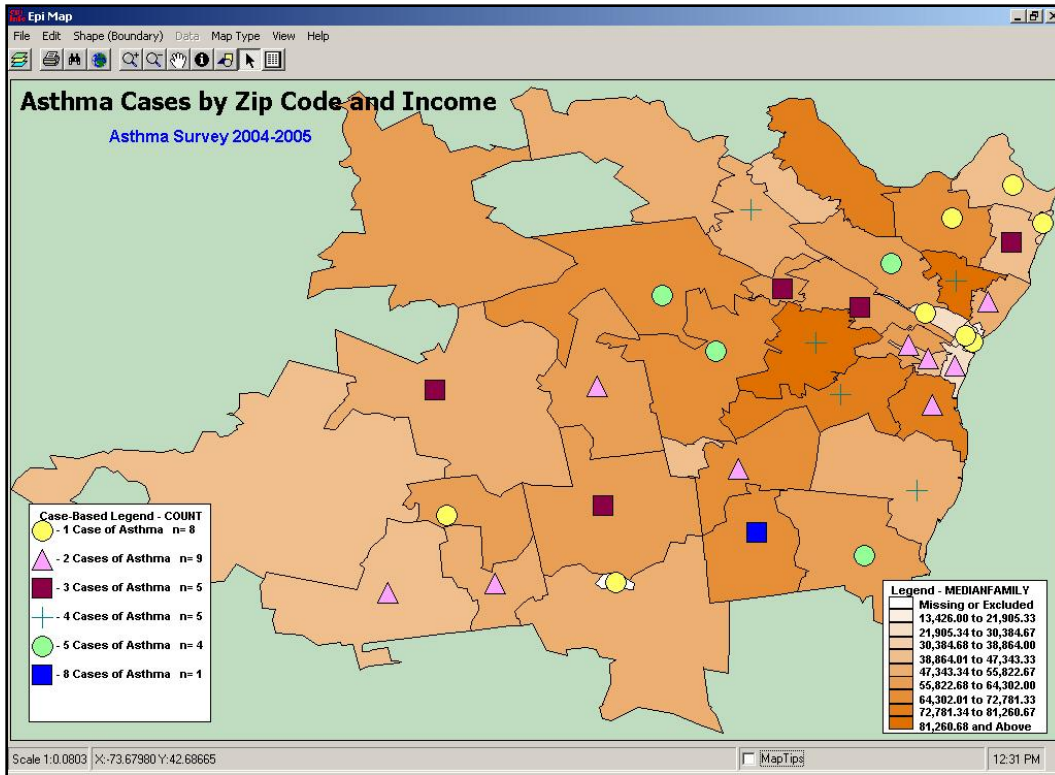 Epi Map
File Edit Shape (Boundary) Data Map Type View Help
Asthma Cases by Zip Code and Income
Asthma Survey 2004-2005
Case-Based Legend - COUNT
- 1 Case of Asthma n= 8
- 2 Cases of Asthma n= 9
- 3 Cases of Asthma n= 5
- 4 Cases of Asthma n= 5
- 5 Cases of Asthma n= 4
- 8 Cases of Asthma n= 1
Legend - MEDIANFAMILY
Missing or Excluded
13,426.00 to 21,905.33
21,905.34 to 30,384.67
30,384.68 to 38,864.00
38,864.01 to 47,343.33
47,343.34 to 55,822.67
55,822.68 to 64,302.00
64,302.01 to 72,781.33
72,781.34 to 81,260.67
81,260.68 and Above
Scale 1:0.0803 X:-73.67980 Y:42.68665 MapTips 12:31 PM